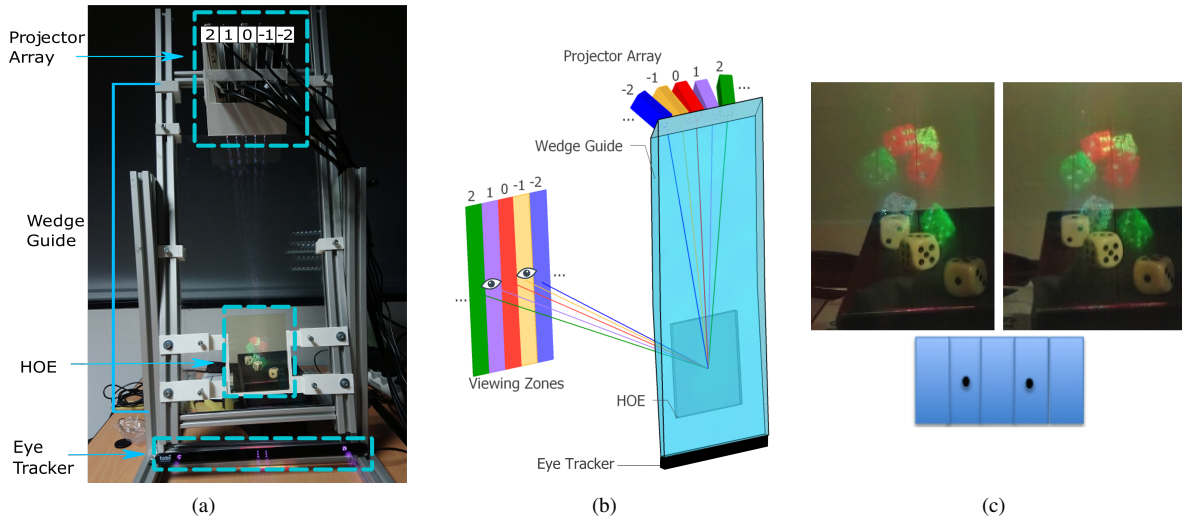 Projector
Array
2 1 0 -1 -2
Wedge
Guide
HOE
Eye
Tracker
tobii
(a)
Projector Array
-2 -1 0 1 2
... ...
Wedge Guide
2 1 0 -1 -2
... ...
Viewing Zones
HOE
Eye Tracker
(b)
(c)